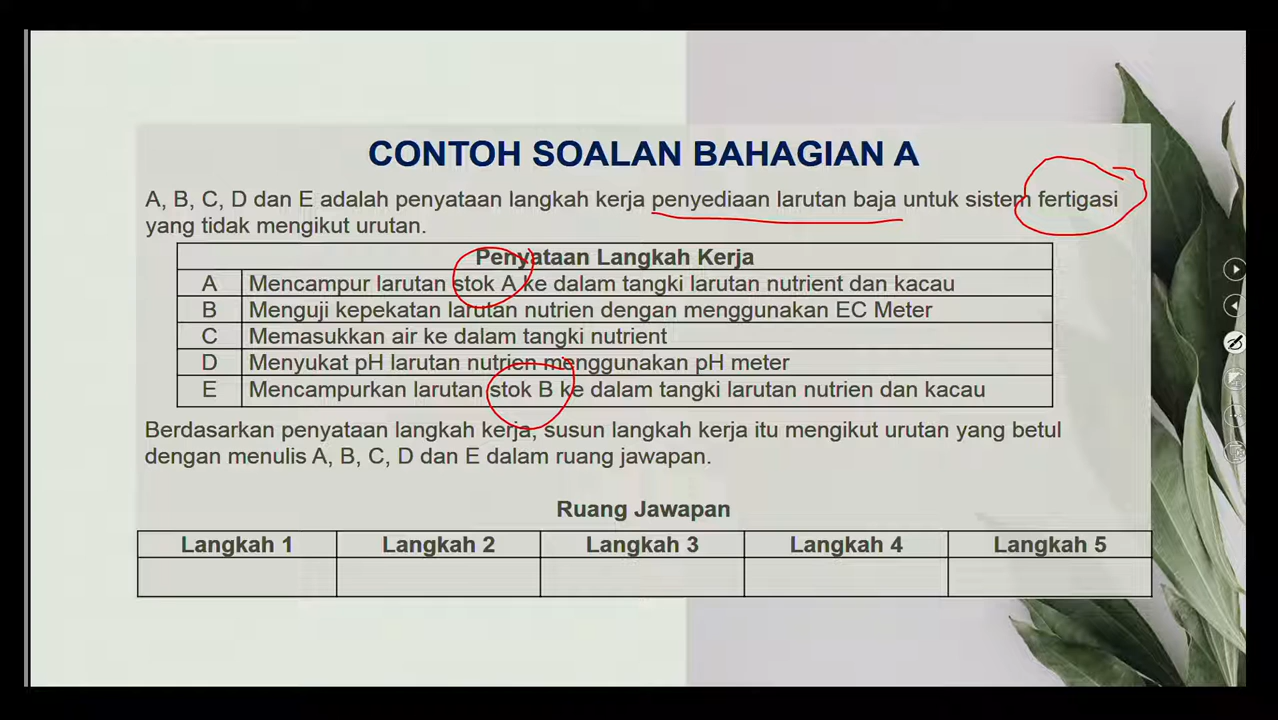 CONTOH SOALAN BAHAGIAN A
A, B, C, D dan E adalah penyataan langkah kerja penyediaan larutan baja untuk sistem fertigasi
yang tidak mengikut urutan.
Penyataan Langkah Kerja
A Mencampur larutan stok A ke dalam tangki larutan nutrient dan kacau
B Menguji kepekatan larutan nutrien dengan menggunakan EC Meter
C Memasukkan air ke dalam tangki nutrient
D Menyukat pH larutan nutrien menggunakan pH meter
E Mencampurkan larutan stok B ke dalam tangki larutan nutrien dan kacau
Berdasarkan penyataan langkah kerja, susun langkah kerja itu mengikut urutan yang betul
dengan menulis A, B, C, D dan E dalam ruang jawapan.
Ruang Jawapan
Langkah 1 Langkah 2 Langkah 3 Langkah 4 Langkah 5